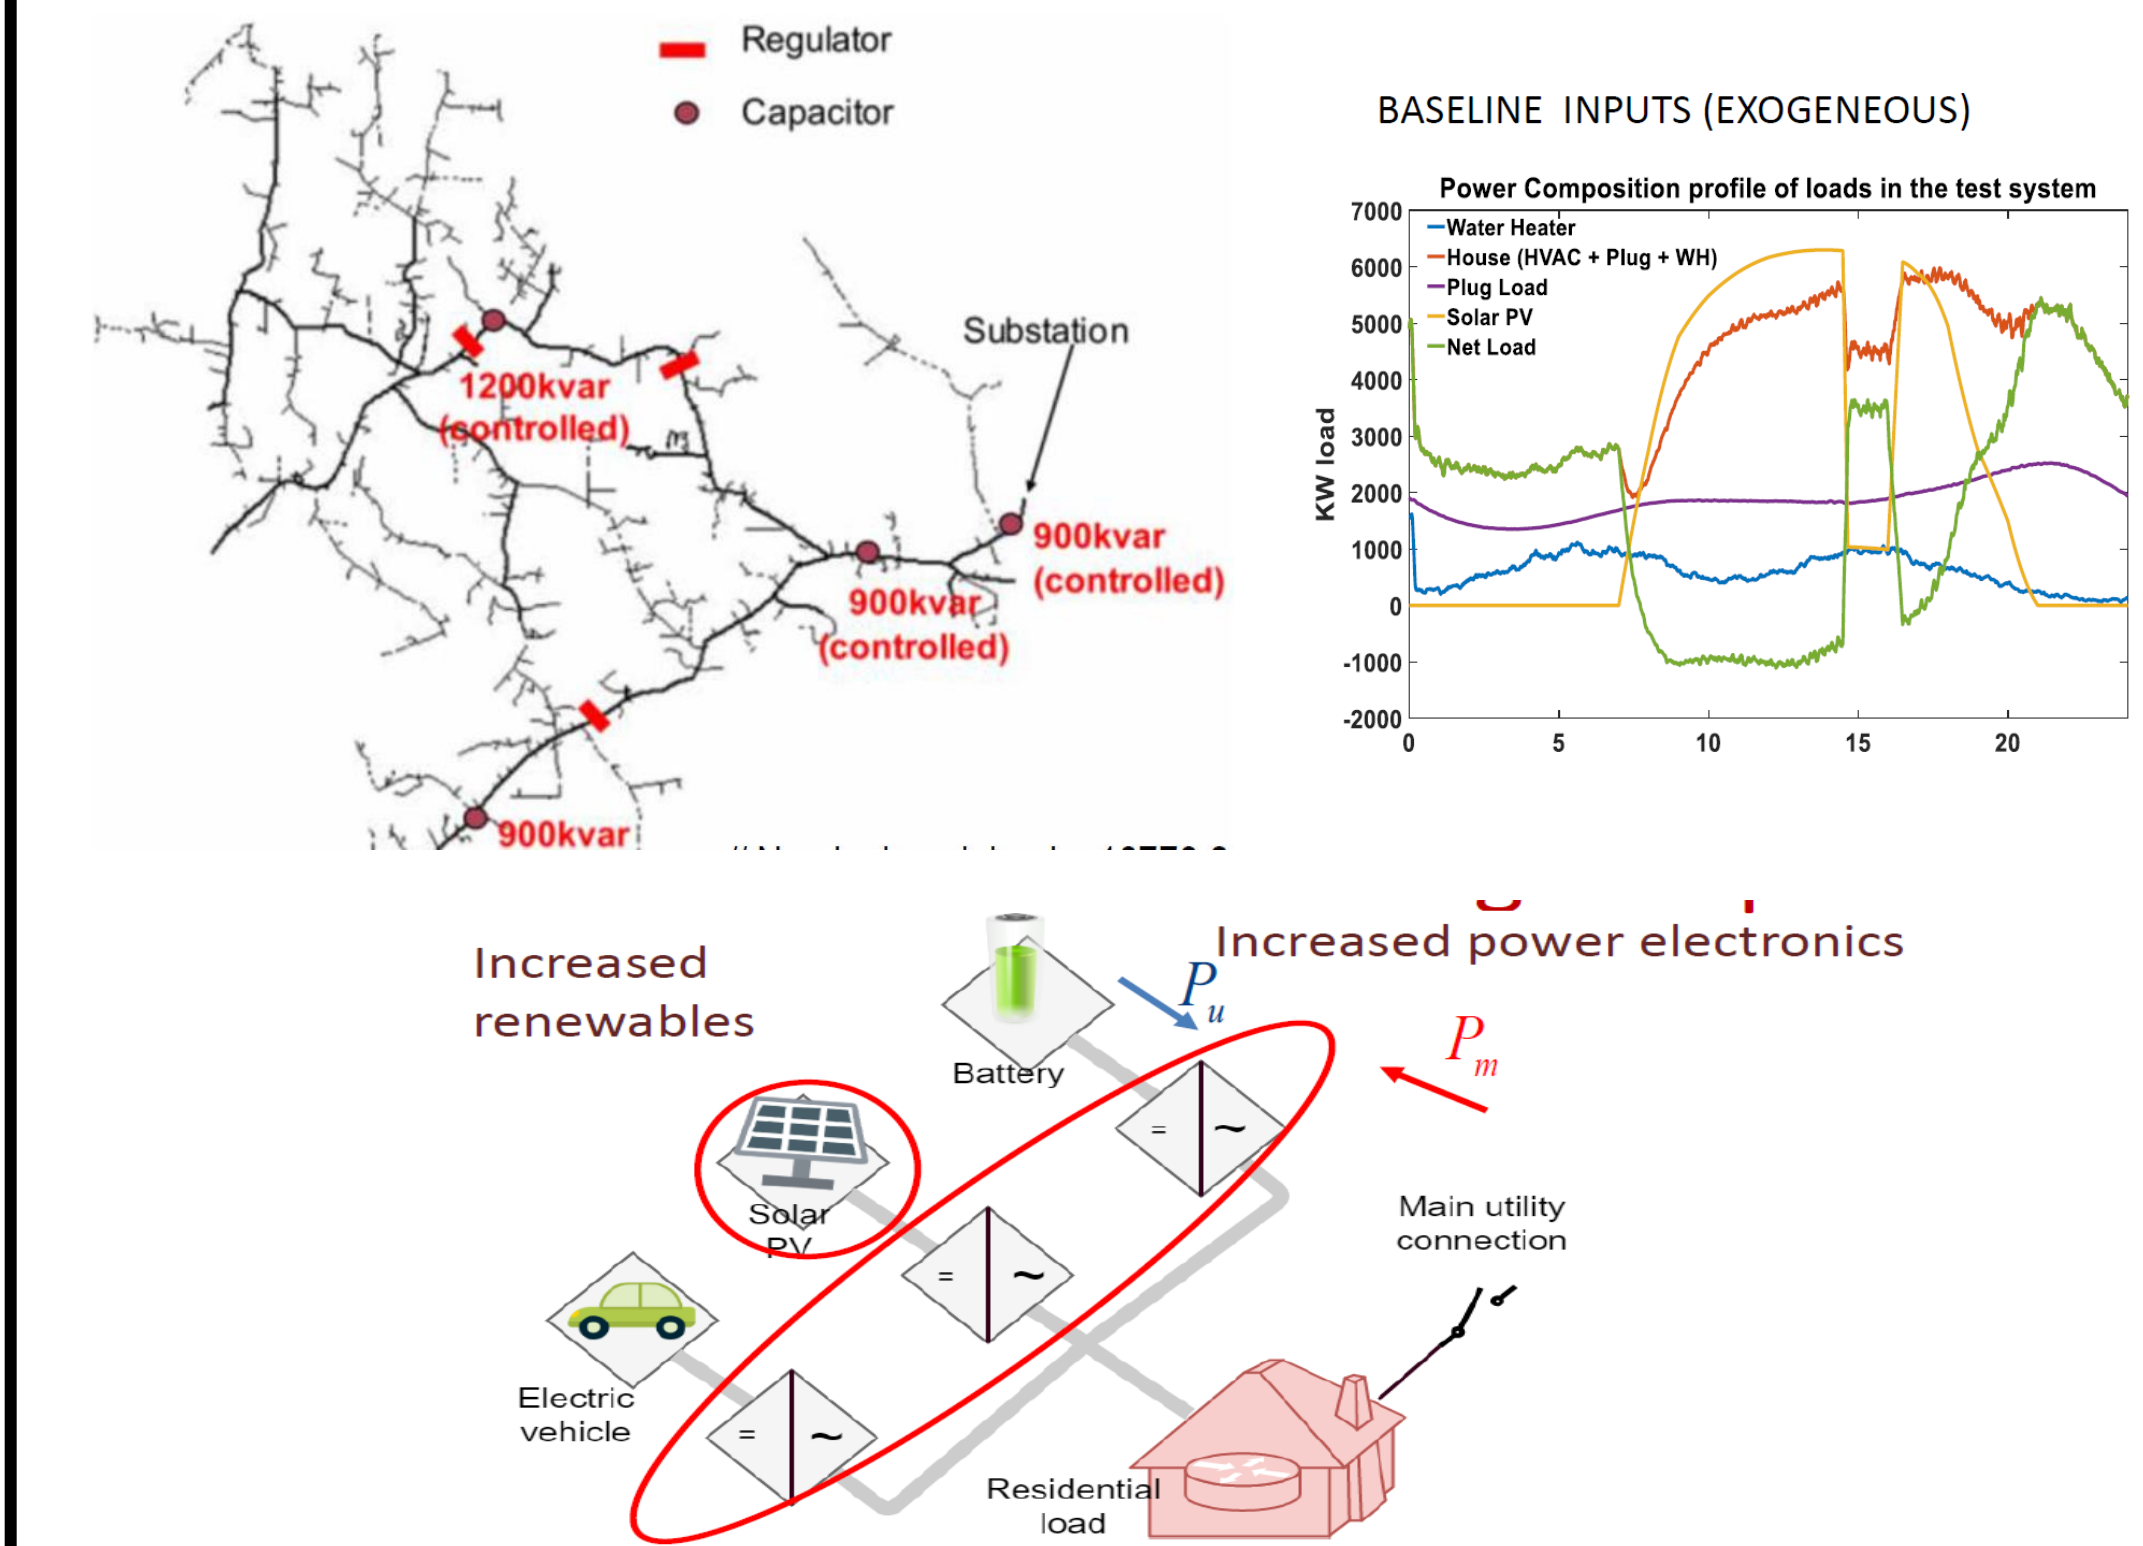 Regulator
Capacitor
Substation
1200kvar
(controlled)
900kvar
(controlled)
900kvar
(controlled)
900kvar
BASELINE INPUTS (EXOGENEOUS)
Power Composition profile of loads in the test system
Water Heater
House (HVAC + Plug + WH)
Plug Load
Solar PV
Net Load
KW load
7000
6000
5000
4000
3000
2000
1000
0
-1000
-2000
0 5 10 15 20
Increased
renewables
Increased power electronics
P_u
P_m
Battery
= ~
Solar
PV
= ~
Electric
vehicle
= ~
Main utility
connection
Residential
load